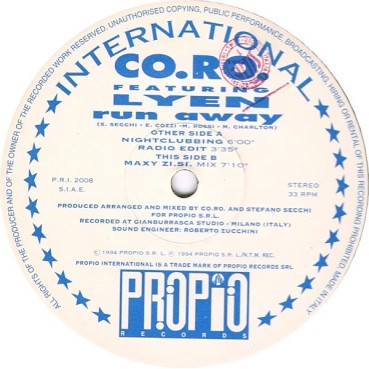 ALL RIGHTS OF THE PRODUCER AND OF THE OWNER OF THE RECORDED WORK RESERVED. UNAUTHORISED COPYING, PUBLIC PERFORMANCE, BROADCASTING, HIRING OR RENTAL OF THIS RECORDING PROHIBITED. MADE IN ITALY
INTERNATIONAL
CO.RO.
FEATURING
LYEN
run away
(S. SECCHI - E. COZZI - M. ROSSI - M. CHARLTON)
OTHER SIDE A
NIGHTCLUBBING 6'00"
RADIO EDIT 3'35"
THIS SIDE B
MAXY ZI.SI. MIX 7'10"
P.R.I. 2008
S.I.A.E.
STEREO
33 RPM
PRODUCED ARRANGED AND MIXED BY CO.RO. AND STEFANO SECCHI
FOR PROPIO S.R.L.
RECORDED AT GIANBURRASCA STUDIO - MILANO (ITALY)
SOUND ENGINEER: ROBERTO ZUCCHINI
© 1994 PROPIO S.R.L. ℗ 1994 PROPIO S.R.L.
PROPIO INTERNATIONAL IS A TRADE MARK OF PROPIO RECORDS SRL
PROPIO
RECORDS